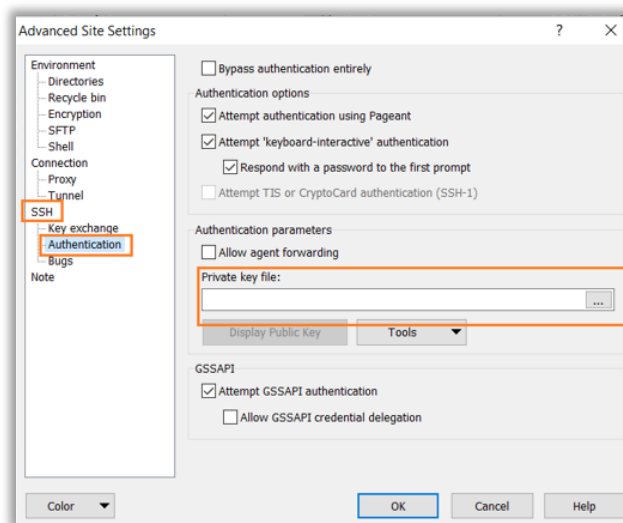 Advanced Site Settings
?
Environment
Directories
Recycle bin
Encryption
SFTP
Shell
Connection
Proxy
Tunnel
SSH
Key exchange
Authentication
Bugs
Note
Bypass authentication entirely
Authentication options
Attempt authentication using Pageant
Attempt 'keyboard-interactive' authentication
Respond with a password to the first prompt
Attempt TIS or CryptoCard authentication (SSH-1)
Authentication parameters
Allow agent forwarding
Private key file:
...
Display Public Key
Tools
GSSAPI
Attempt GSSAPI authentication
Allow GSSAPI credential delegation
Color
OK
Cancel
Help